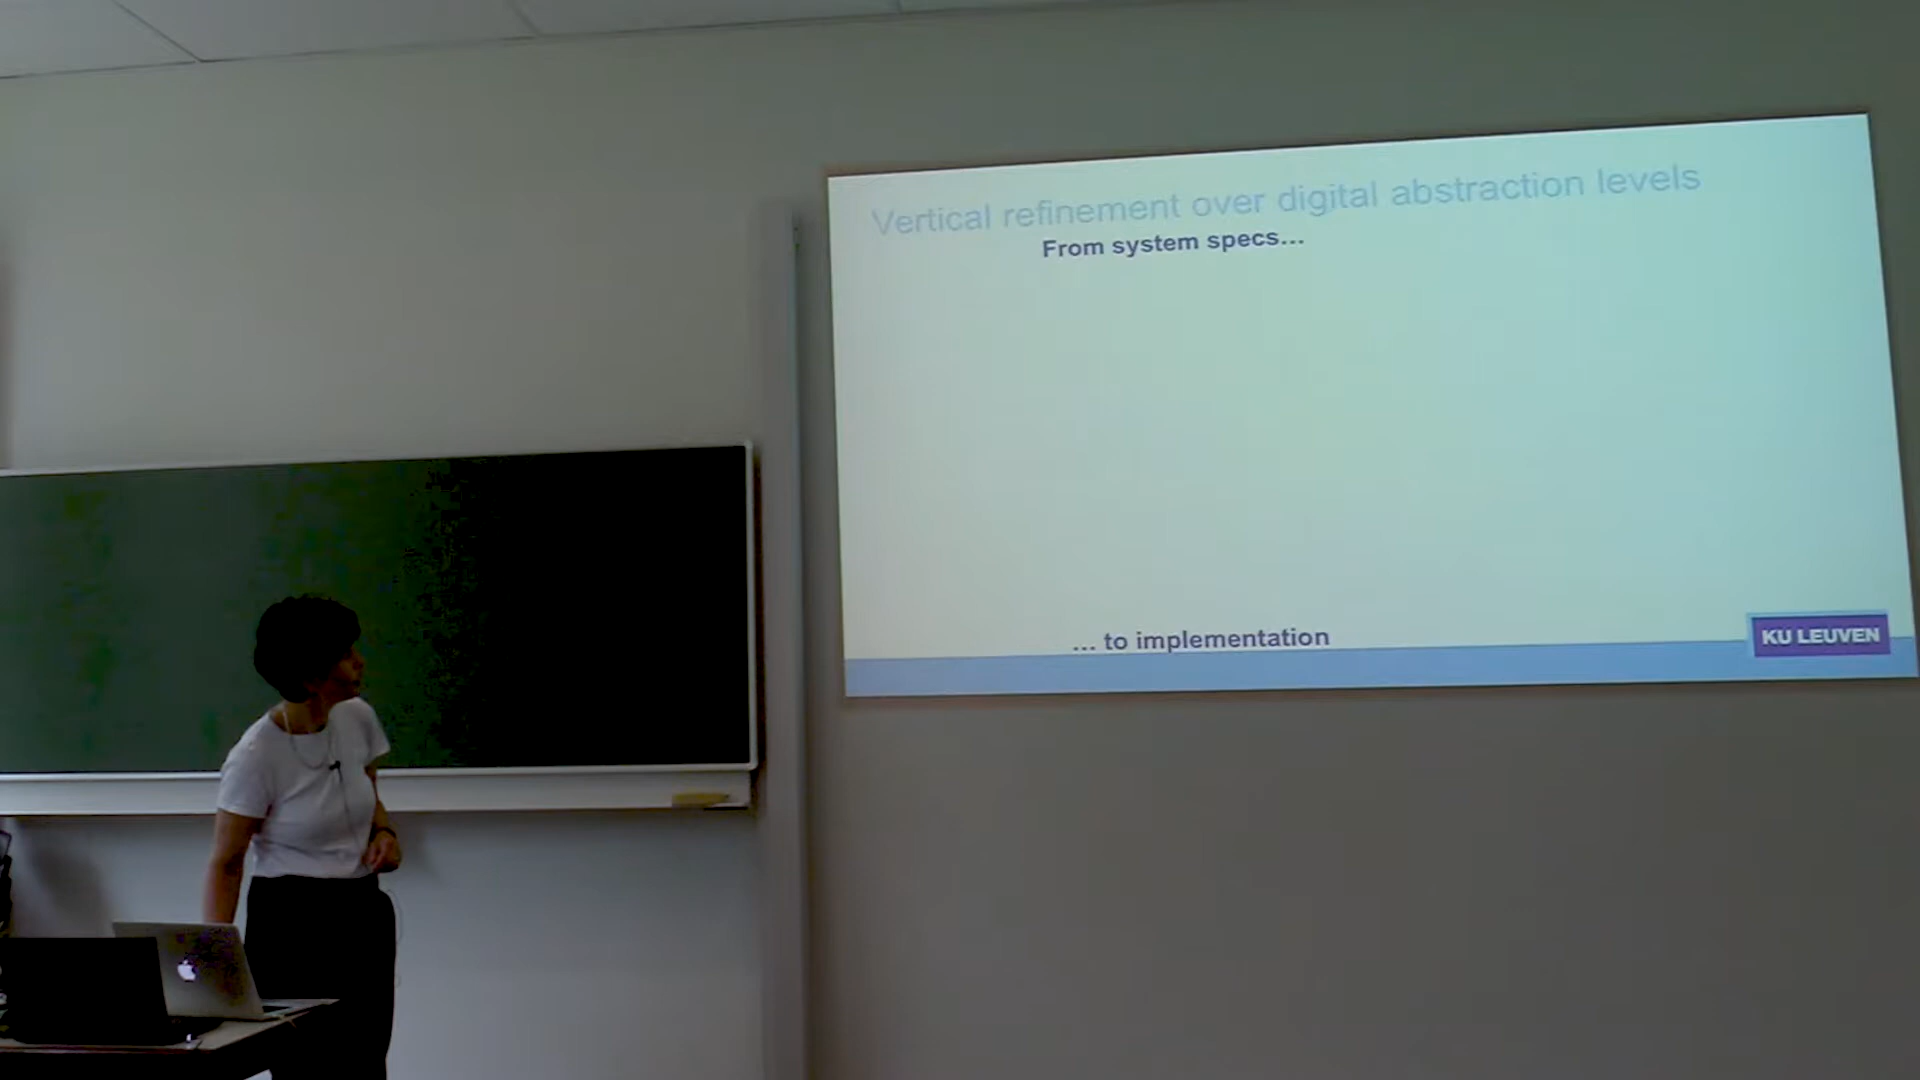 Vertical refinement over digital abstraction levels
From system specs...
... to implementation
KU LEUVEN